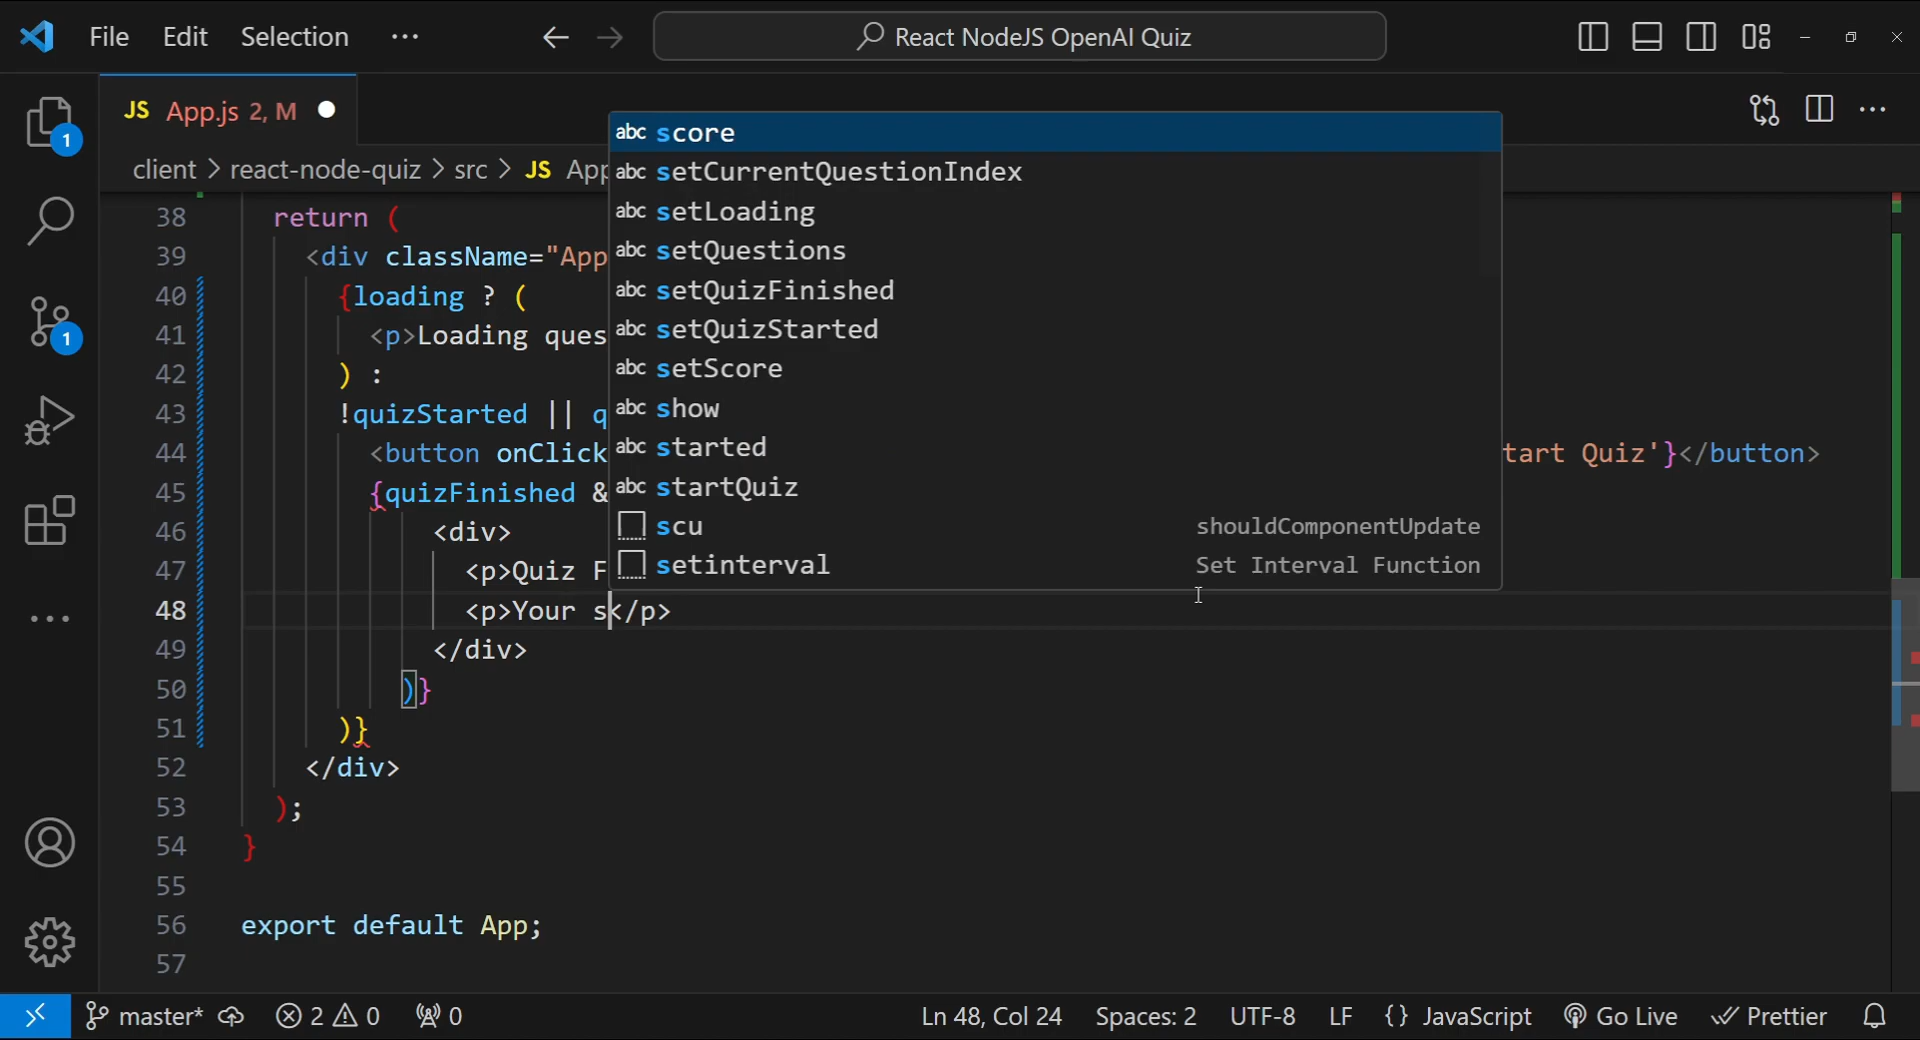 File Edit Selection ··· React NodeJS OpenAI Quiz
JS App.js 2, M
client > react-node-quiz > src > JS App
1
1
38 return (
39 <div className="App
40 {loading ? (
41 <p>Loading ques
42 ) :
43 !quizStarted || q
44 <button onClick tart Quiz'}</button>
45 {quizFinished &
46 <div>
47 <p>Quiz F
48 <p>Your s</p>
49 </div>
50 )}
51 )}
52 </div>
53 );
54 }
55
56 export default App;
57
abc score
abc setCurrentQuestionIndex
abc setLoading
abc setQuestions
abc setQuizFinished
abc setQuizStarted
abc setScore
abc show
abc started
abc startQuiz
scu shouldComponentUpdate
setinterval Set Interval Function
master* 2 0 0 Ln 48, Col 24 Spaces: 2 UTF-8 LF {} JavaScript Go Live Prettier